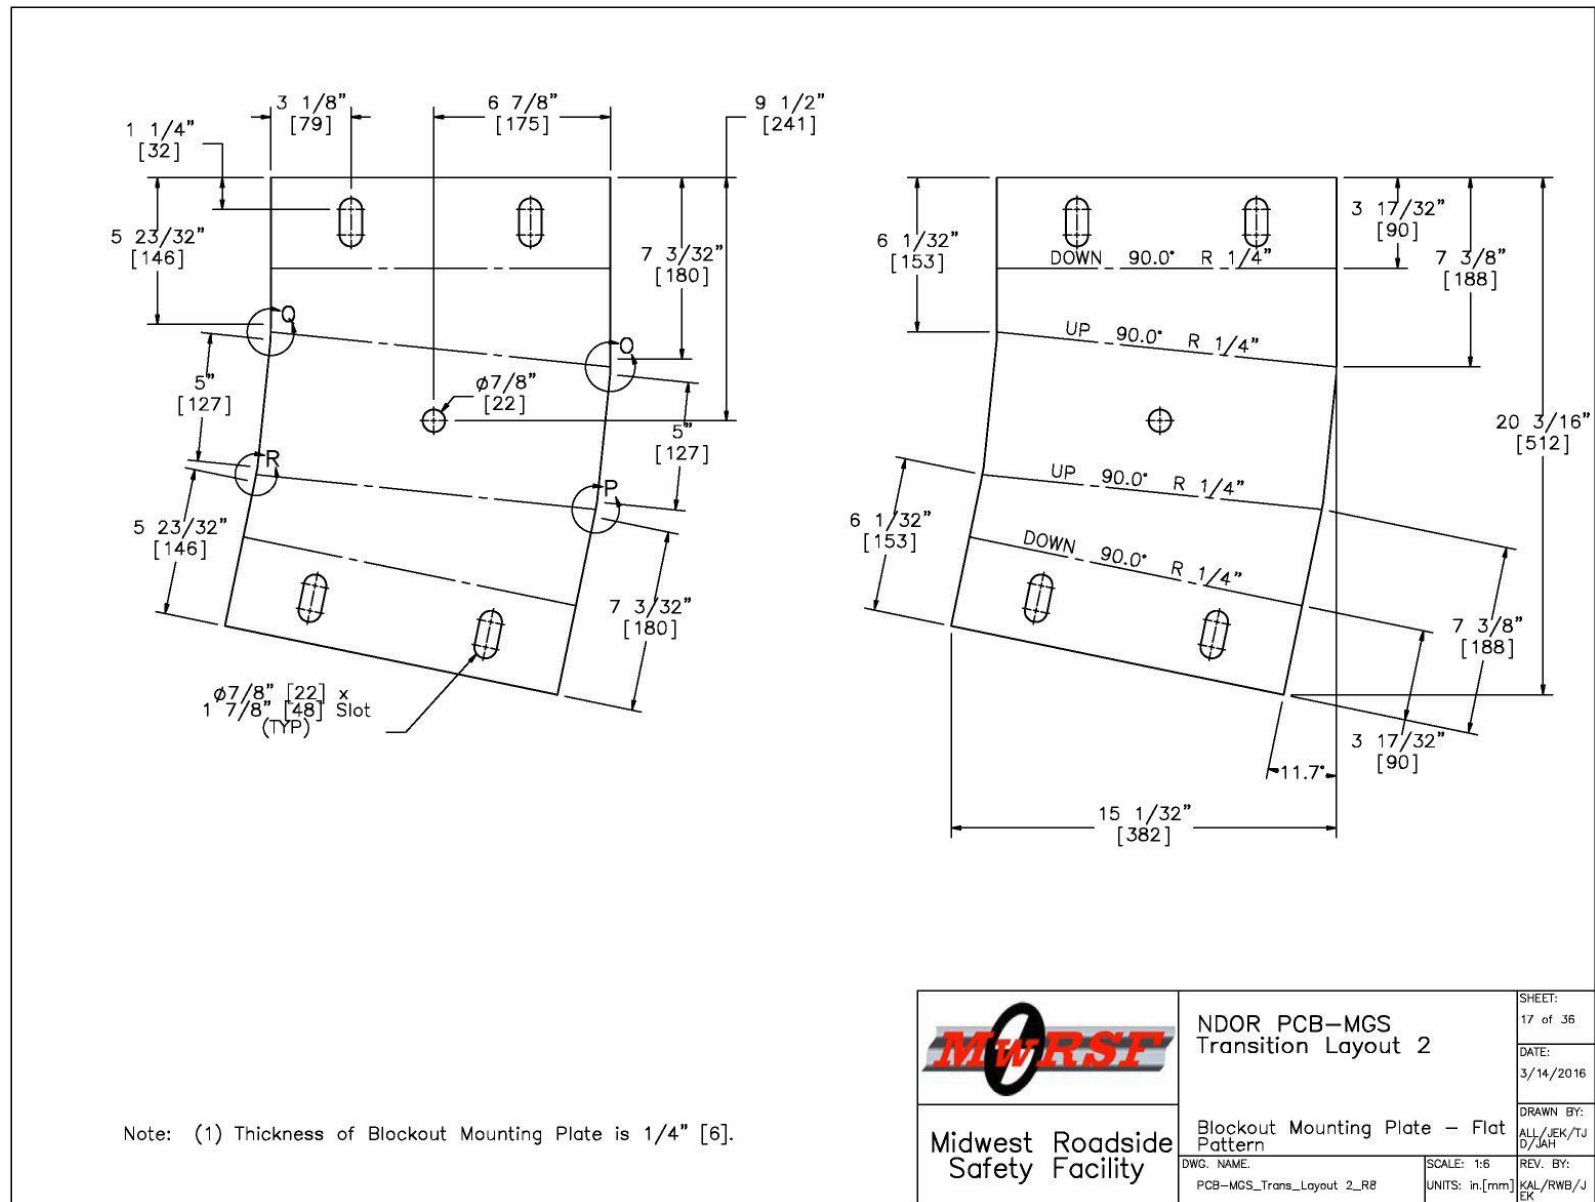 3 1/8"
[79]
6 7/8"
[175]
9 1/2"
[241]
1 1/4"
[32]
5 23/32"
[146]
7 3/32"
[180]
Q
O
5"
[127]
ø7/8"
[22]
5"
[127]
R
P
5 23/32"
[146]
7 3/32"
[180]
ø7/8" [22] x
1 7/8" [48] Slot
(TYP)
3 17/32"
[90]
6 1/32"
[153]
7 3/8"
[188]
DOWN 90.0° R 1/4"
UP 90.0° R 1/4"
20 3/16"
[512]
UP 90.0° R 1/4"
6 1/32"
[153]
DOWN 90.0° R 1/4"
7 3/8"
[188]
3 17/32"
[90]
11.7°
15 1/32"
[382]
Note: (1) Thickness of Blockout Mounting Plate is 1/4" [6].
MwRSF
Midwest Roadside
Safety Facility
NDOR PCB-MGS
Transition Layout 2
Blockout Mounting Plate - Flat
Pattern
DWG. NAME.
PCB-MGS_Trans_Layout 2_R8
SCALE: 1:6
UNITS: in.[mm]
SHEET:
17 of 36
DATE:
3/14/2016
DRAWN BY:
ALL/JEK/TJ
D/JAH
REV. BY:
KAL/RWB/J
EK